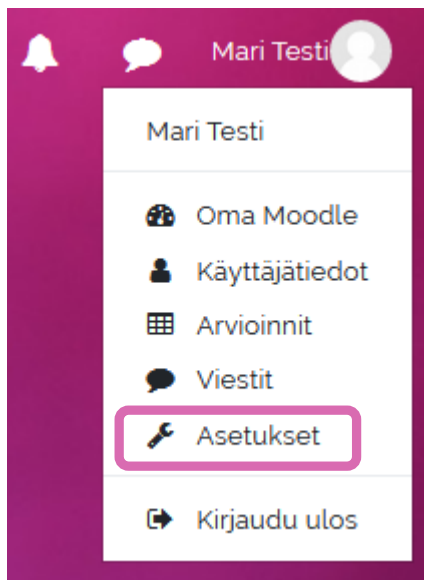 Mari Testi
Mari Testi
Oma Moodle
Käyttäjätiedot
Arvioinnit
Viestit
Asetukset
Kirjaudu ulos